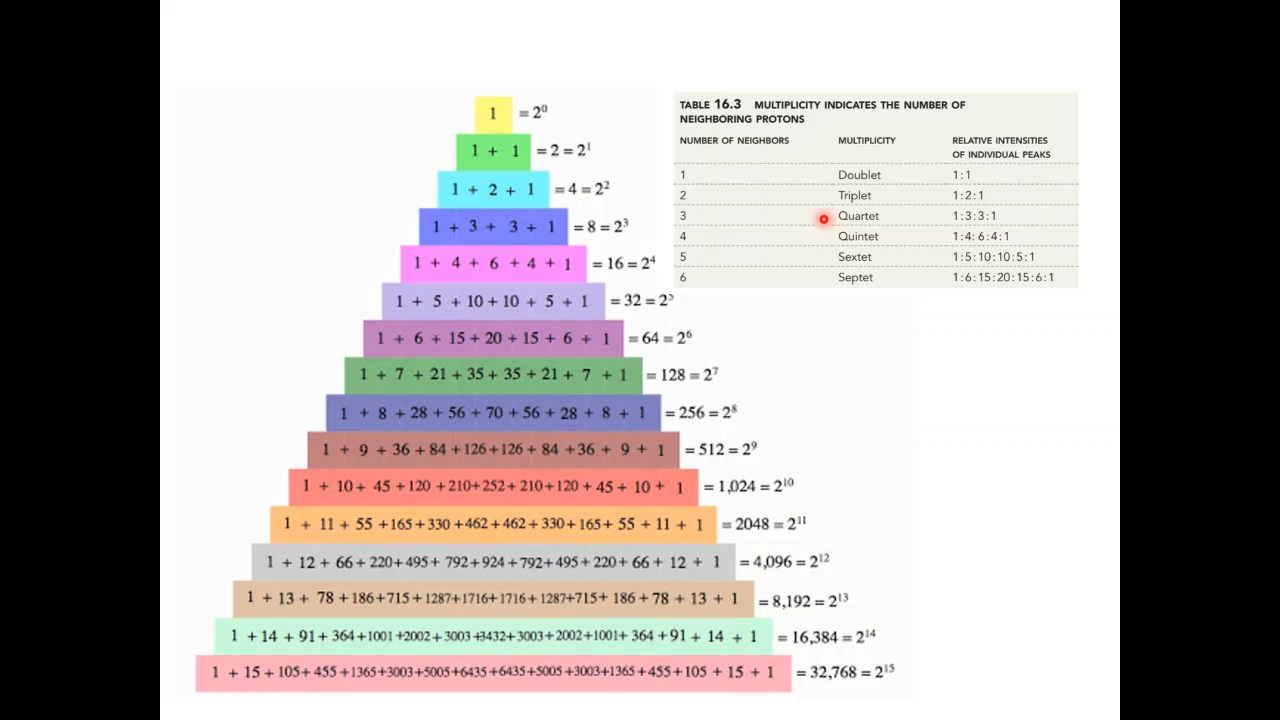 1 = 2⁰
1 + 1 = 2 = 2¹
1 + 2 + 1 = 4 = 2²
1 + 3 + 3 + 1 = 8 = 2³
1 + 4 + 6 + 4 + 1 = 16 = 2⁴
1 + 5 + 10 + 10 + 5 + 1 = 32 = 2⁵
1 + 6 + 15 + 20 + 15 + 6 + 1 = 64 = 2⁶
1 + 7 + 21 + 35 + 35 + 21 + 7 + 1 = 128 = 2⁷
1 + 8 + 28 + 56 + 70 + 56 + 28 + 8 + 1 = 256 = 2⁸
1 + 9 + 36 + 84 + 126 + 126 + 84 + 36 + 9 + 1 = 512 = 2⁹
1 + 10 + 45 + 120 + 210 + 252 + 210 + 120 + 45 + 10 + 1 = 1,024 = 2¹⁰
1 + 11 + 55 + 165 + 330 + 462 + 462 + 330 + 165 + 55 + 11 + 1 = 2048 = 2¹¹
1 + 12 + 66 + 220 + 495 + 792 + 924 + 792 + 495 + 220 + 66 + 12 + 1 = 4,096 = 2¹²
1 + 13 + 78 + 186 + 715 + 1287 + 1716 + 1716 + 1287 + 715 + 186 + 78 + 13 + 1 = 8,192 = 2¹³
1 + 14 + 91 + 364 + 1001 + 2002 + 3003 + 3432 + 3003 + 2002 + 1001 + 364 + 91 + 14 + 1 = 16,384 = 2¹⁴
1 + 15 + 105 + 455 + 1365 + 3003 + 5005 + 6435 + 6435 + 5005 + 3003 + 1365 + 455 + 105 + 15 + 1 = 32,768 = 2¹⁵
TABLE 16.3 MULTIPLICITY INDICATES THE NUMBER OF
NEIGHBORING PROTONS
NUMBER OF NEIGHBORS MULTIPLICITY RELATIVE INTENSITIES
OF INDIVIDUAL PEAKS
1 Doublet 1:1
2 Triplet 1:2:1
3 Quartet 1:3:3:1
4 Quintet 1:4:6:4:1
5 Sextet 1:5:10:10:5:1
6 Septet 1:6:15:20:15:6:1